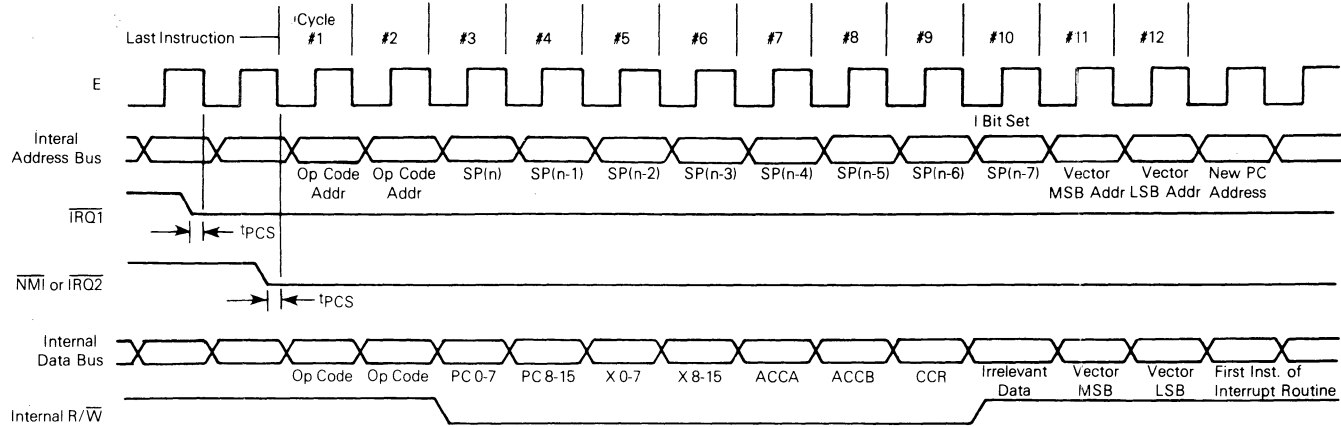 Cycle
Last Instruction #1 #2 #3 #4 #5 #6 #7 #8 #9 #10 #11 #12
E
I Bit Set
Interal
Address Bus
Op Code
Addr
Op Code
Addr
SP(n) SP(n-1) SP(n-2) SP(n-3) SP(n-4) SP(n-5) SP(n-6) SP(n-7)
Vector
MSB Addr
Vector
LSB Addr
New PC
Address
IRQ1
tPCS
NMI or IRQ2
tPCS
Internal
Data Bus
Op Code Op Code PC 0-7 PC 8-15 X 0-7 X 8-15 ACCA ACCB CCR
Irrelevant
Data
Vector
MSB
Vector
LSB
First Inst. of
Interrupt Routine
Internal R/W